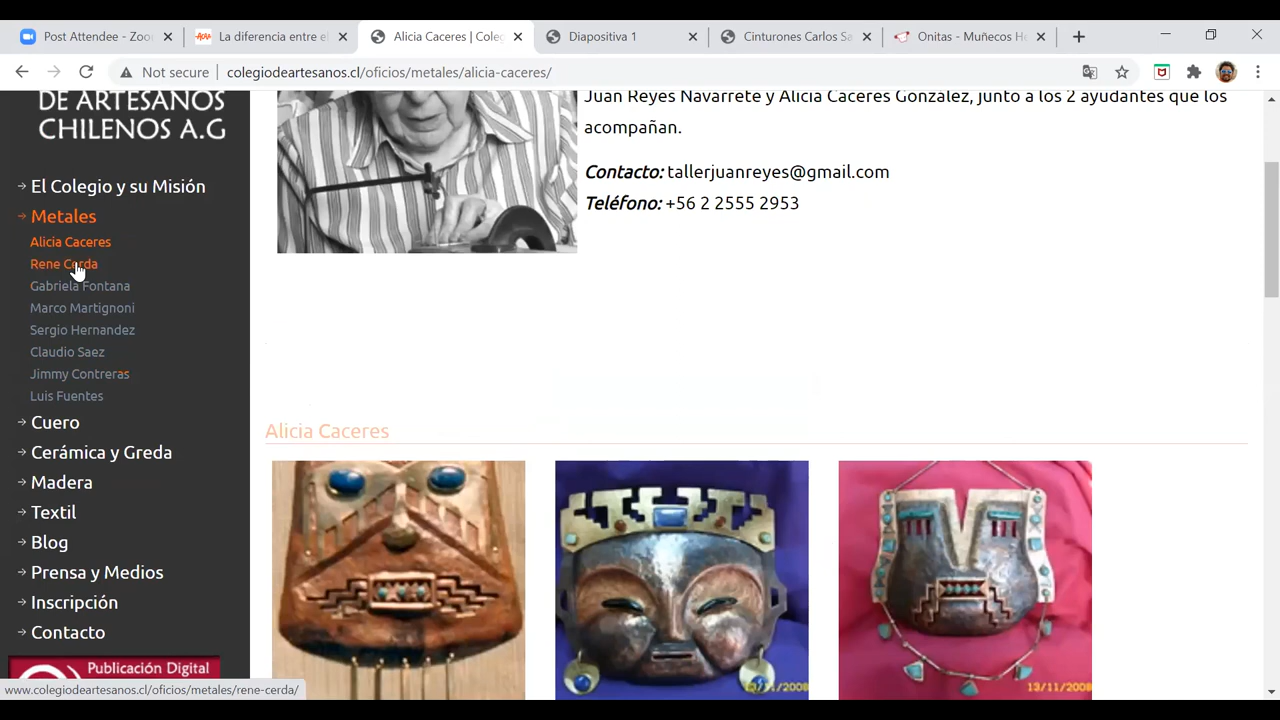 Post Attendee - Zoo
La diferencia entre el
Alicia Caceres | Coleg
Diapositiva 1
Cinturones Carlos Sa
Onitas - Muñecos He
Not secure
colegiodeartesanos.cl/oficios/metales/alicia-caceres/
DE ARTESANOS
CHILENOS A.G
El Colegio y su Misión
Metales
Alicia Caceres
Rene Cerda
Gabriela Fontana
Marco Martignoni
Sergio Hernandez
Claudio Saez
Jimmy Contreras
Luis Fuentes
Cuero
Cerámica y Greda
Madera
Textil
Blog
Prensa y Medios
Inscripción
Contacto
Publicación Digital
www.colegiodeartesanos.cl/oficios/metales/rene-cerda/
Juan Reyes Navarrete y Alicia Caceres Gonzalez, junto a los 2 ayudantes que los
acompañan.
Contacto: tallerjuanreyes@gmail.com
Teléfono: +56 2 2555 2953
Alicia Caceres
13/11/2008
13/11/2008